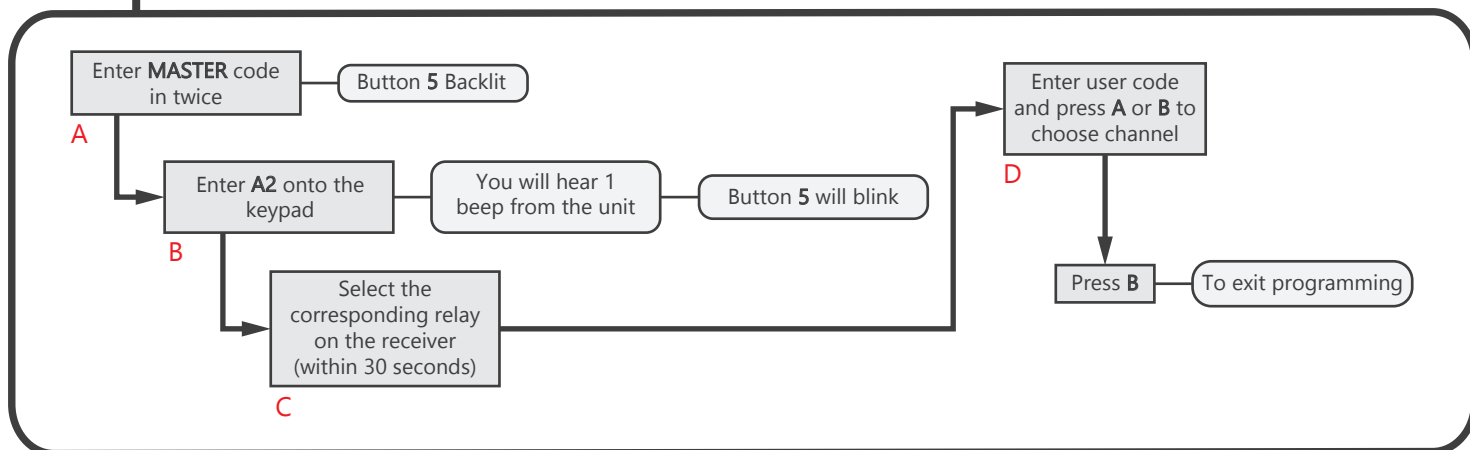 Enter MASTER code
in twice
Button 5 Backlit
A
Enter A2 onto the
keypad
You will hear 1
beep from the unit
Button 5 will blink
B
Select the
corresponding relay
on the receiver
(within 30 seconds)
C
Enter user code
and press A or B to
choose channel
D
Press B
To exit programming